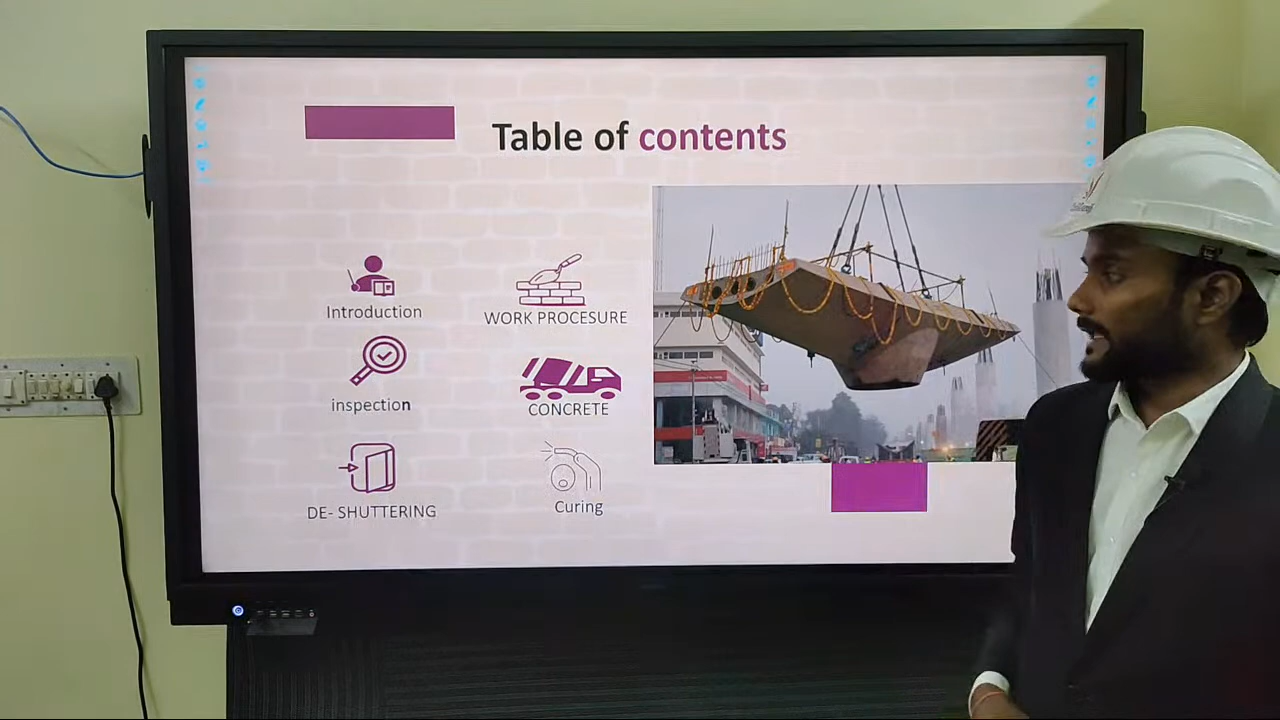 Table of contents
Introduction
WORK PROCESURE
inspection
CONCRETE
DE- SHUTTERING
Curing